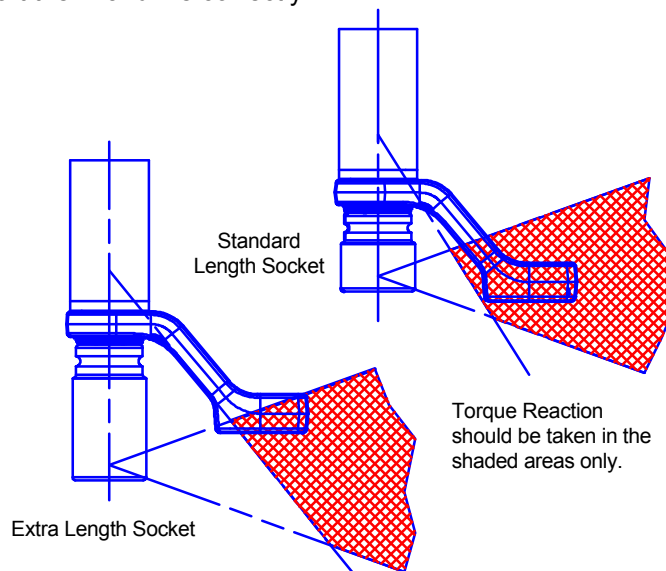 Standard
Length Socket
Torque Reaction
should be taken in the
shaded areas only.
Extra Length Socket